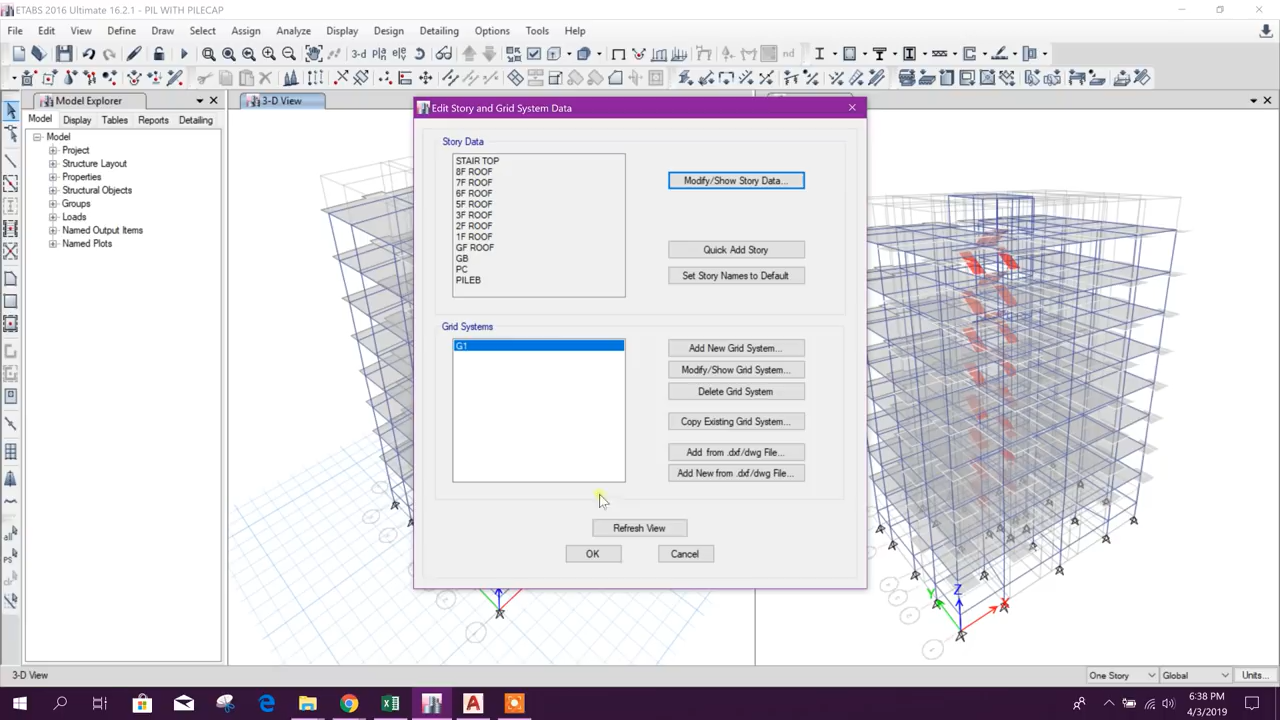 ETABS 2016 Ultimate 16.2.1 - PIL WITH PILECAP
File Edit View Define Draw Select Assign Analyze Display Design Detailing Options Tools Help
3-d
nd
Model Explorer
3-D View
Edit Story and Grid System Data
Model Display Tables Reports Detailing
Model
Project
Structure Layout
Properties
Structural Objects
Groups
Loads
Named Output Items
Named Plots
Story Data
STAIR TOP
8F ROOF
7F ROOF
6F ROOF
5F ROOF
3F ROOF
2F ROOF
1F ROOF
GF ROOF
GB
PC
PILEB
Modify/Show Story Data...
Quick Add Story
Set Story Names to Default
Grid Systems
G1
Add New Grid System...
Modify/Show Grid System...
Delete Grid System
Copy Existing Grid System...
Add from .dxf/dwg File...
Add New from .dxf/dwg File...
Refresh View
OK
Cancel
Z
Y
X
3-D View
One Story
Global
Units...
6:38 PM
4/3/2019